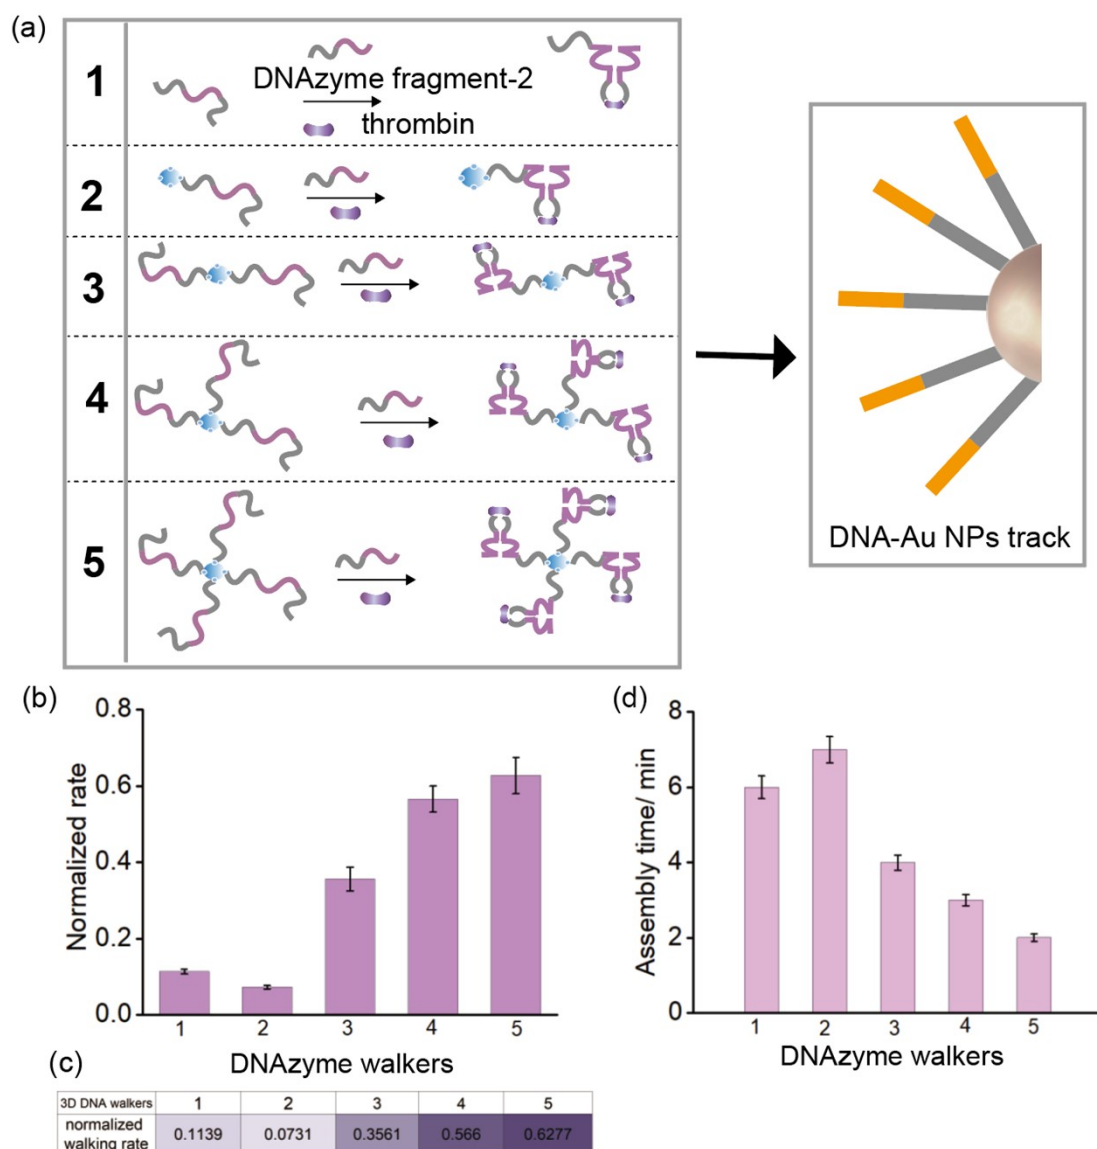 (a)
1
DNAzyme fragment-2
thrombin
2
3
4
5
DNA-Au NPs track
(b)
Normalized rate
0.8
0.6
0.4
0.2
0.0
1 2 3 4 5
DNAzyme walkers
(d)
Assembly time/ min
8
6
4
2
0
1 2 3 4 5
DNAzyme walkers
(c)
3D DNA walkers 1 2 3 4 5
normalized
walking rate 0.1139 0.0731 0.3561 0.566 0.6277